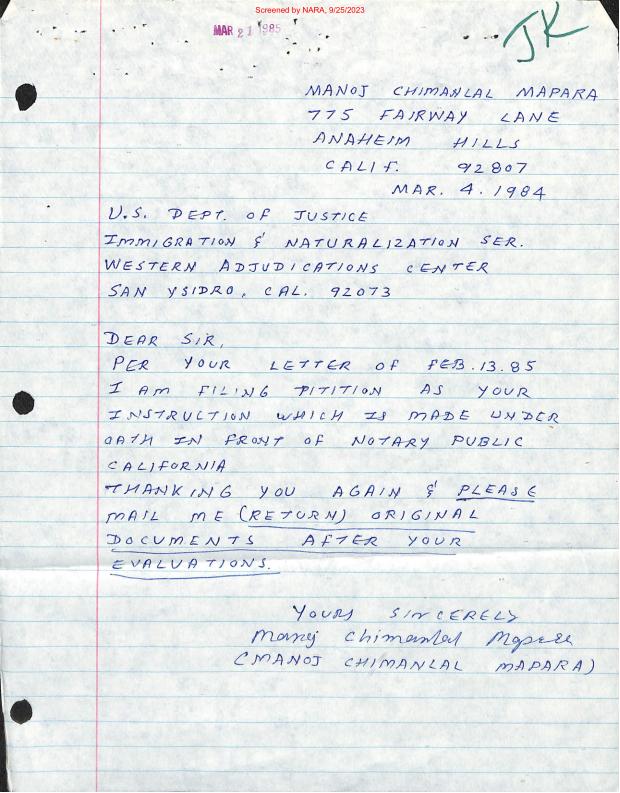 Screened by NARA, 9/25/2023
MAR 21 1985
JK
MANOJ CHIMANLAL MAPARA
775 FAIRWAY LANE
ANAHEIM HILLS
CALIF. 92807
MAR. 4. 1984
U.S. DEPT. OF JUSTICE
IMMIGRATION & NATURALIZATION SER.
WESTERN ADJUDICATIONS CENTER
SAN YSIDRO, CAL. 92073
DEAR SIR,
PER YOUR LETTER OF FEB.13.85
I AM FILING PITITION AS YOUR
INSTRUCTION WHICH IS MADE UNDER
OATH IN FRONT OF NOTARY PUBLIC
CALIFORNIA
THANKING YOU AGAIN & PLEASE
MAIL ME (RETURN) ORIGINAL
DOCUMENTS AFTER YOUR
EVALUATIONS.
YOURS SINCERELY
Manoj Chimanlal Mapara
(MANOJ CHIMANLAL MAPARA)